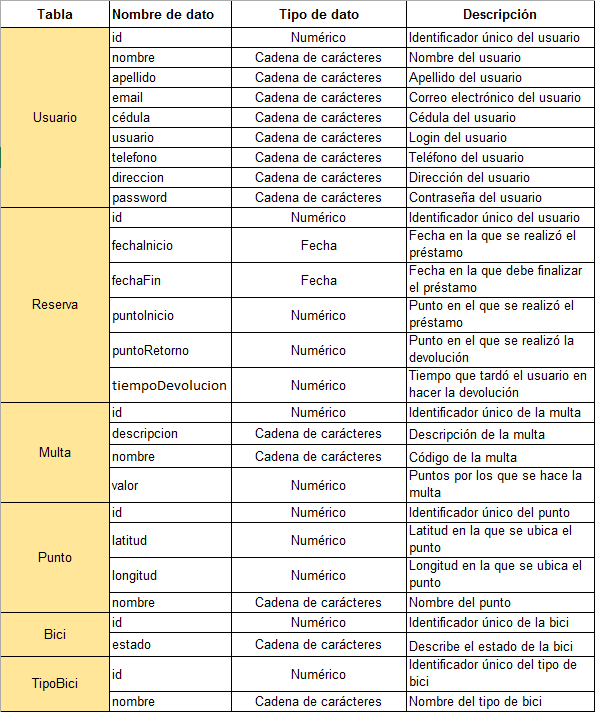 Tabla Nombre de dato Tipo de dato Descripción
Usuario
id Numérico Identificador único del usuario
nombre Cadena de carácteres Nombre del usuario
apellido Cadena de carácteres Apellido del usuario
email Cadena de carácteres Correo electrónico del usuario
cédula Cadena de carácteres Cédula del usuario
usuario Cadena de carácteres Login del usuario
telefono Cadena de carácteres Teléfono del usuario
direccion Cadena de carácteres Dirección del usuario
password Cadena de carácteres Contraseña del usuario
Reserva
id Numérico Identificador único del usuario
fechaInicio Fecha Fecha en la que se realizó el
préstamo
fechaFin Fecha Fecha en la que debe finalizar
el préstamo
puntoInicio Numérico Punto en el que se realizó el
préstamo
puntoRetorno Numérico Punto en el que se realizó la
devolución
tiempoDevolucion Numérico Tiempo que tardó el usuario en
hacer la devolución
Multa
id Numérico Identificador único de la multa
descripcion Cadena de carácteres Descripción de la multa
nombre Cadena de carácteres Código de la multa
valor Numérico Puntos por los que se hace la
multa
Punto
id Numérico Identificador único del punto
latitud Numérico Latitud en la que se ubica el
punto
longitud Numérico Longitud en la que se ubica el
punto
nombre Cadena de carácteres Nombre del punto
Bici
id Numérico Identificador único de la bici
estado Cadena de carácteres Describe el estado de la bici
TipoBici
id Numérico Identificador único del tipo de
bici
nombre Cadena de carácteres Nombre del tipo de bici